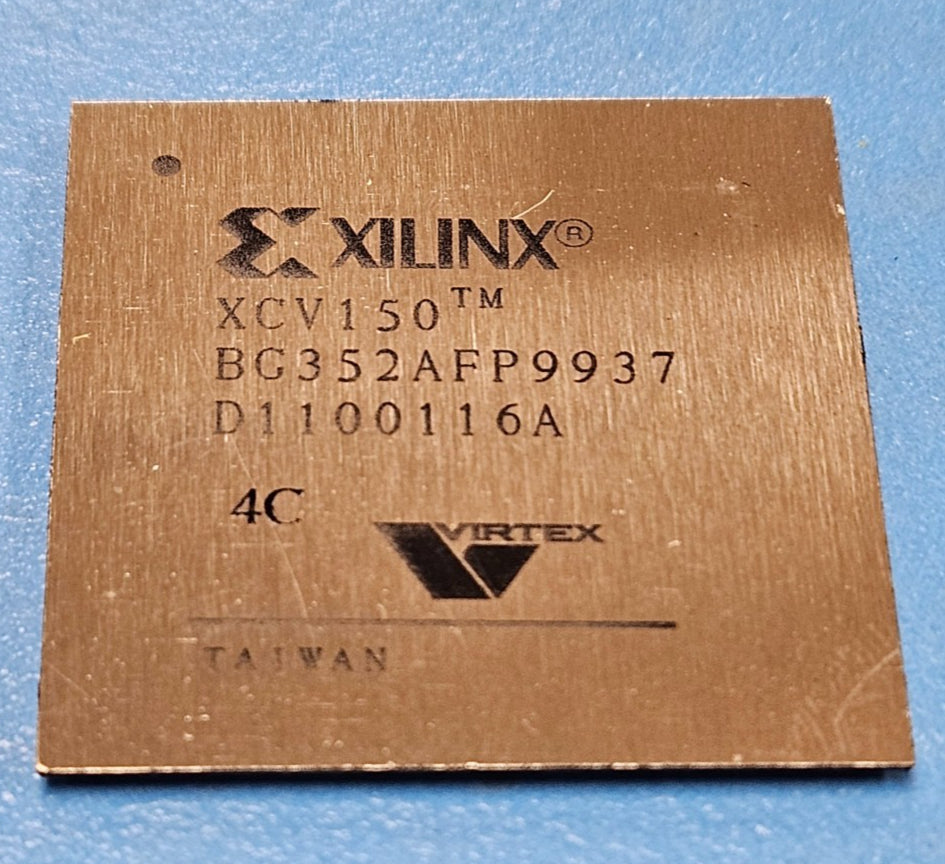 XILINX®
XCV150™
BG352AFP9937
D1100116A
4C
VIRTEX
TAIWAN